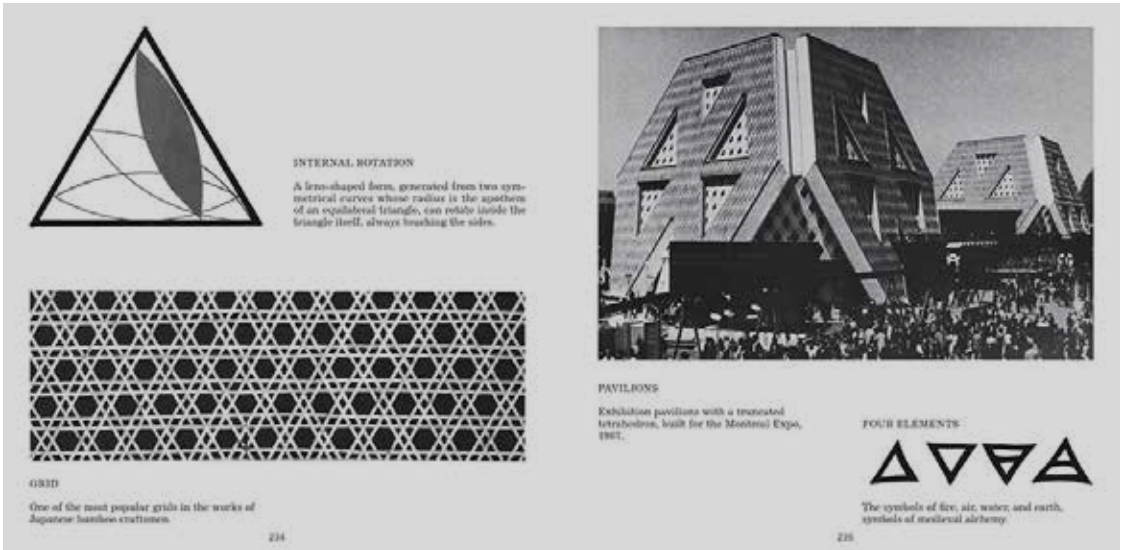 INTERNAL ROTATION
A lens-shaped form, generated from two sym-
metrical curves whose radius is the apothem
of an equilateral triangle, can rotate inside the
triangle itself, always touching the sides.
GRID
One of the most popular grids in the works of
Japanese bamboo craftsmen.
234
PAVILIONS
Exhibition pavilions with a truncated
tetrahedron, built for the Montreal Expo,
1967.
FOUR ELEMENTS
The symbols of fire, air, water, and earth,
symbols of medieval alchemy.
235